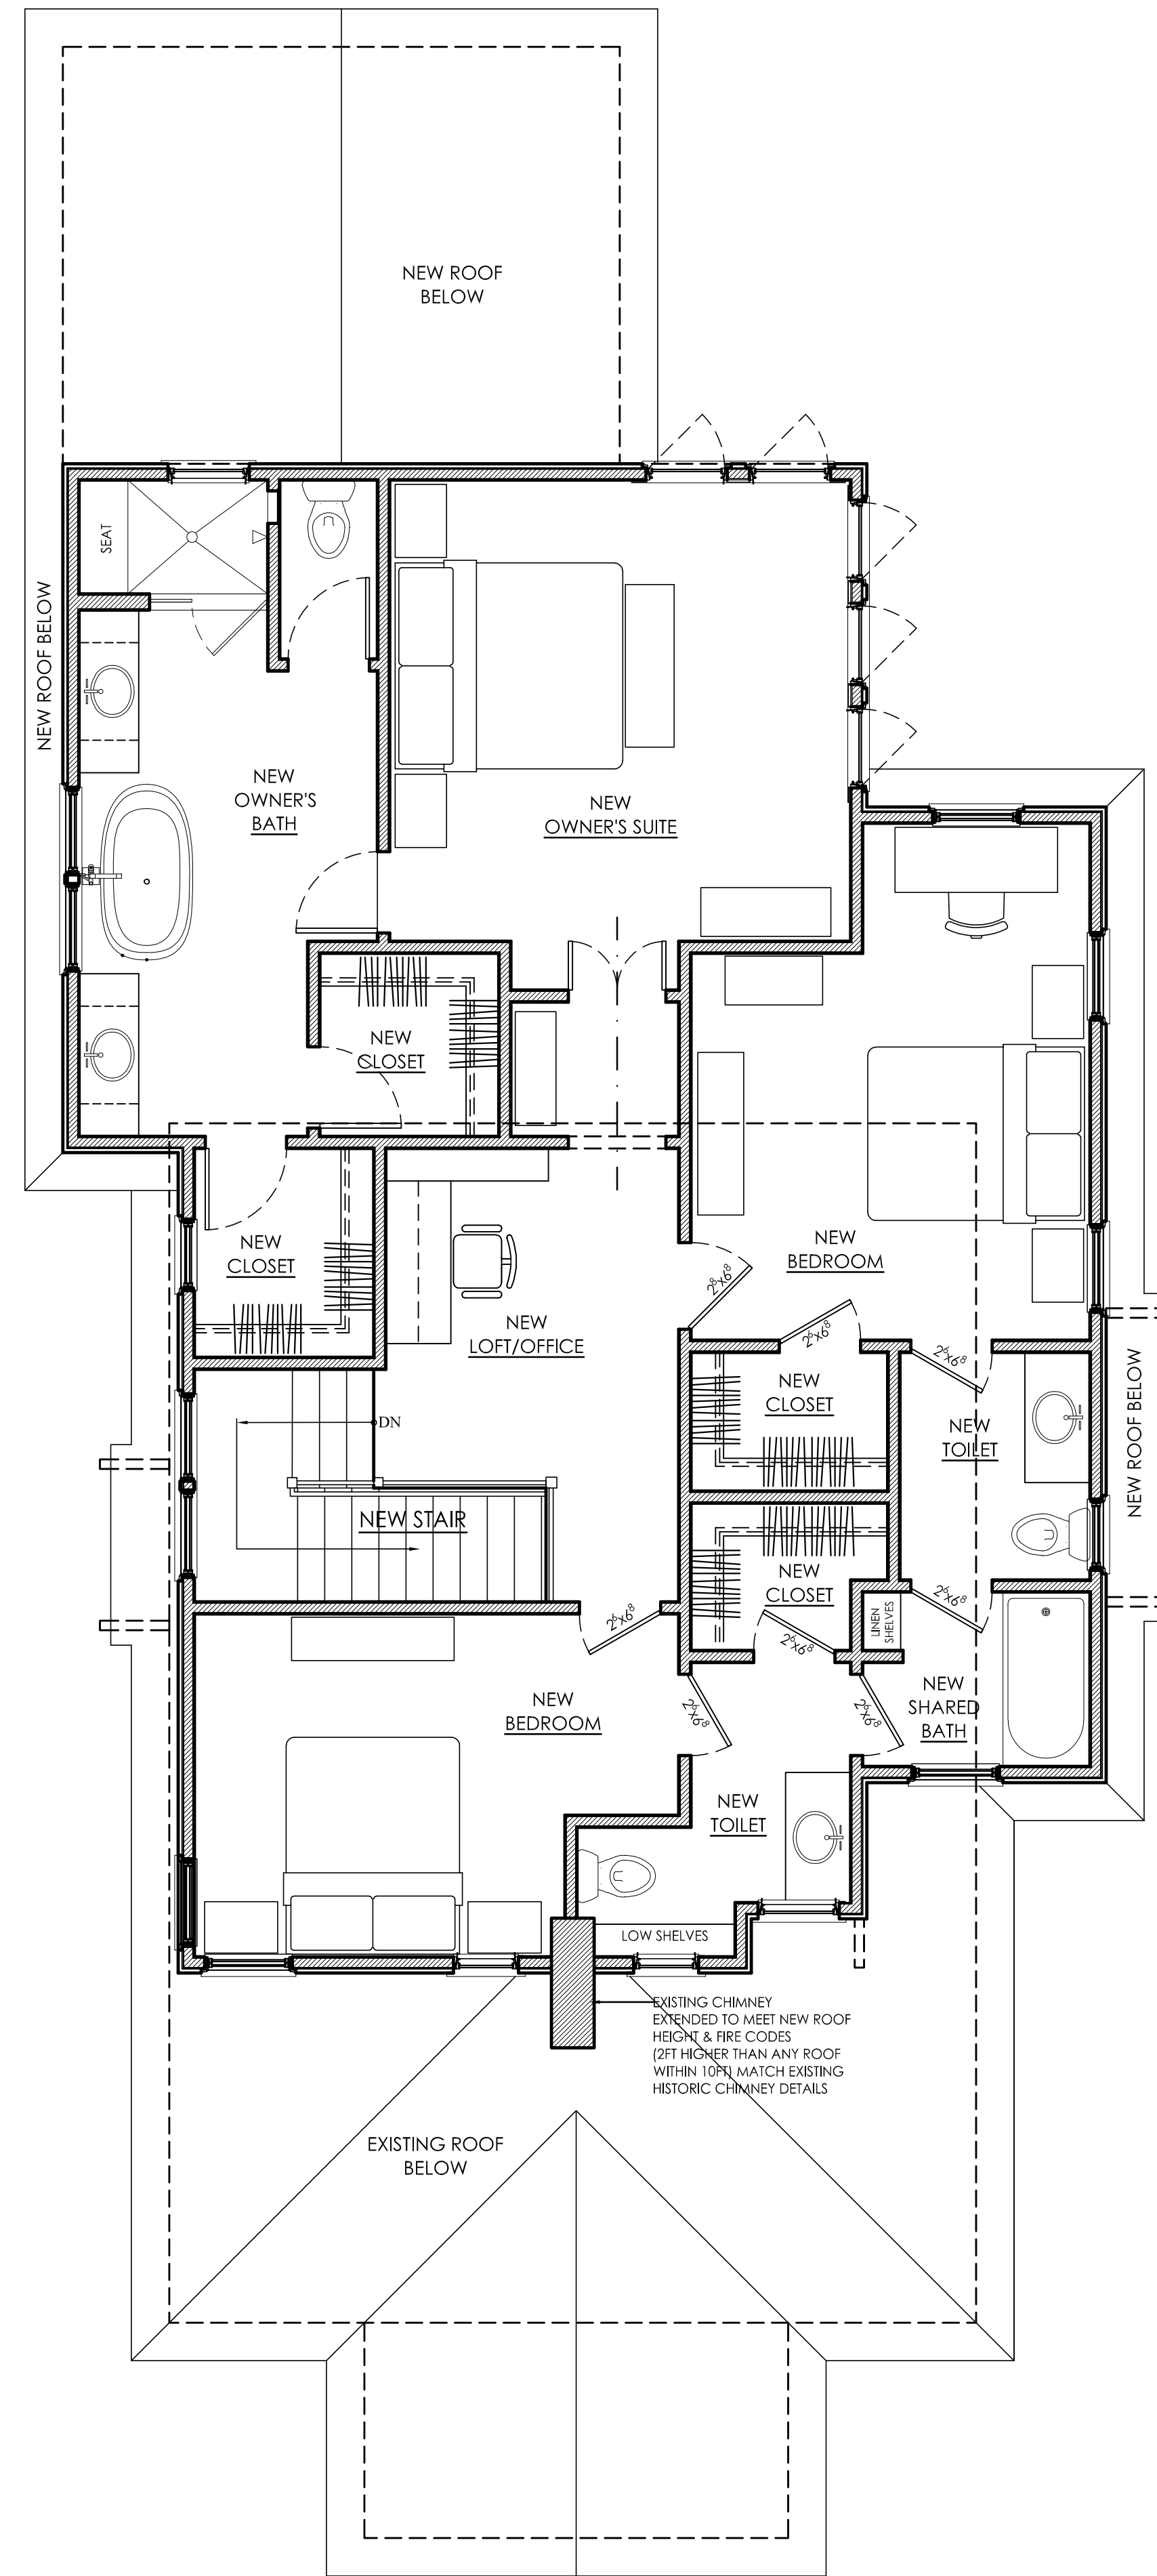 NEW ROOF
BELOW
SEAT
NEW ROOF BELOW
NEW
OWNER'S
BATH
NEW
OWNER'S SUITE
NEW
CLOSET
NEW
CLOSET
NEW
LOFT/OFFICE
NEW
BEDROOM
2⁸x6⁸
2⁶x6⁸
2⁶x6⁸
NEW
CLOSET
NEW
TOILET
NEW ROOF BELOW
DN
NEW STAIR
NEW
CLOSET
2⁶x6⁸
2⁶x6⁸
LINEN
SHELVES
2⁶x6⁸
NEW
BEDROOM
2⁶x6⁸
2⁶x6⁸
NEW
SHARED
BATH
NEW
TOILET
LOW SHELVES
EXISTING CHIMNEY
EXTENDED TO MEET NEW ROOF
HEIGHT & FIRE CODES
(2FT HIGHER THAN ANY ROOF
WITHIN 10FT) MATCH EXISTING
HISTORIC CHIMNEY DETAILS
EXISTING ROOF
BELOW